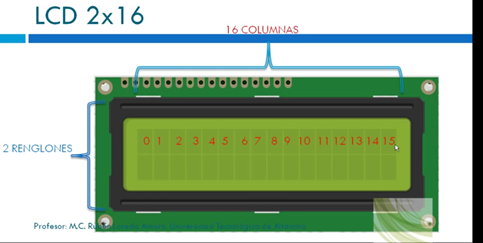 LCD 2x16
16 COLUMNAS
0 1 2 3 4 5 6 7 8 9 10 11 12 13 14 15
2 RENGLONES
Profesor: M.C.